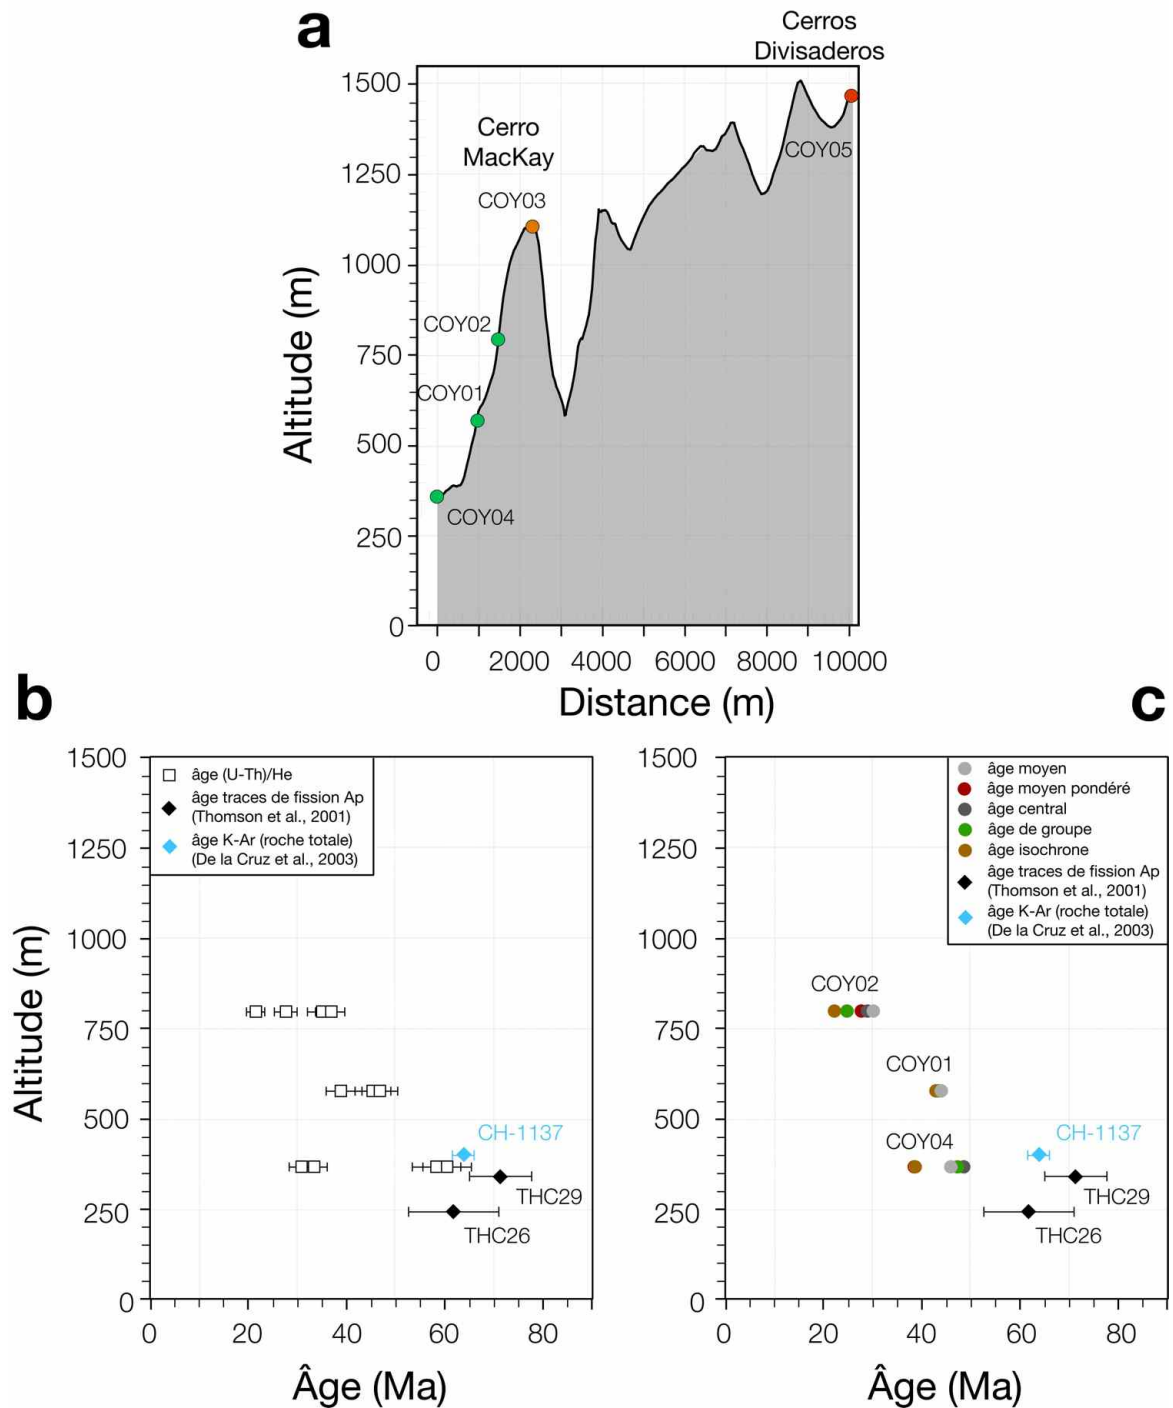 a
Cerros
Divisaderos
Cerro
MacKay
COY03
COY02
COY01
COY04
COY05
Altitude (m)
1500
1250
1000
750
500
250
0
0 2000 4000 6000 8000 10000
Distance (m)
b
âge (U-Th)/He
âge traces de fission Ap
(Thomson et al., 2001)
âge K-Ar (roche totale)
(De la Cruz et al., 2003)
Altitude (m)
1500
1250
1000
750
500
250
0
CH-1137
THC29
THC26
0 20 40 60 80
Âge (Ma)
c
âge moyen
âge moyen pondéré
âge central
âge de groupe
âge isochrone
âge traces de fission Ap
(Thomson et al., 2001)
âge K-Ar (roche totale)
(De la Cruz et al., 2003)
1500
1250
1000
750
500
250
0
COY02
COY01
COY04
CH-1137
THC29
THC26
0 20 40 60 80
Âge (Ma)